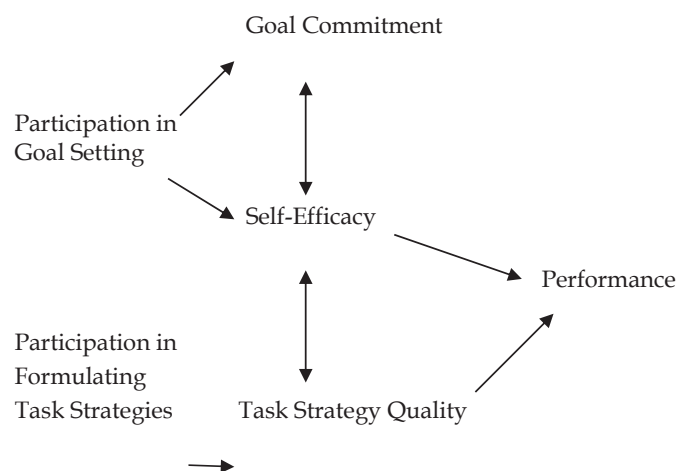 Goal Commitment
Participation in
Goal Setting
Self-Efficacy
Performance
Participation in
Formulating
Task Strategies
Task Strategy Quality